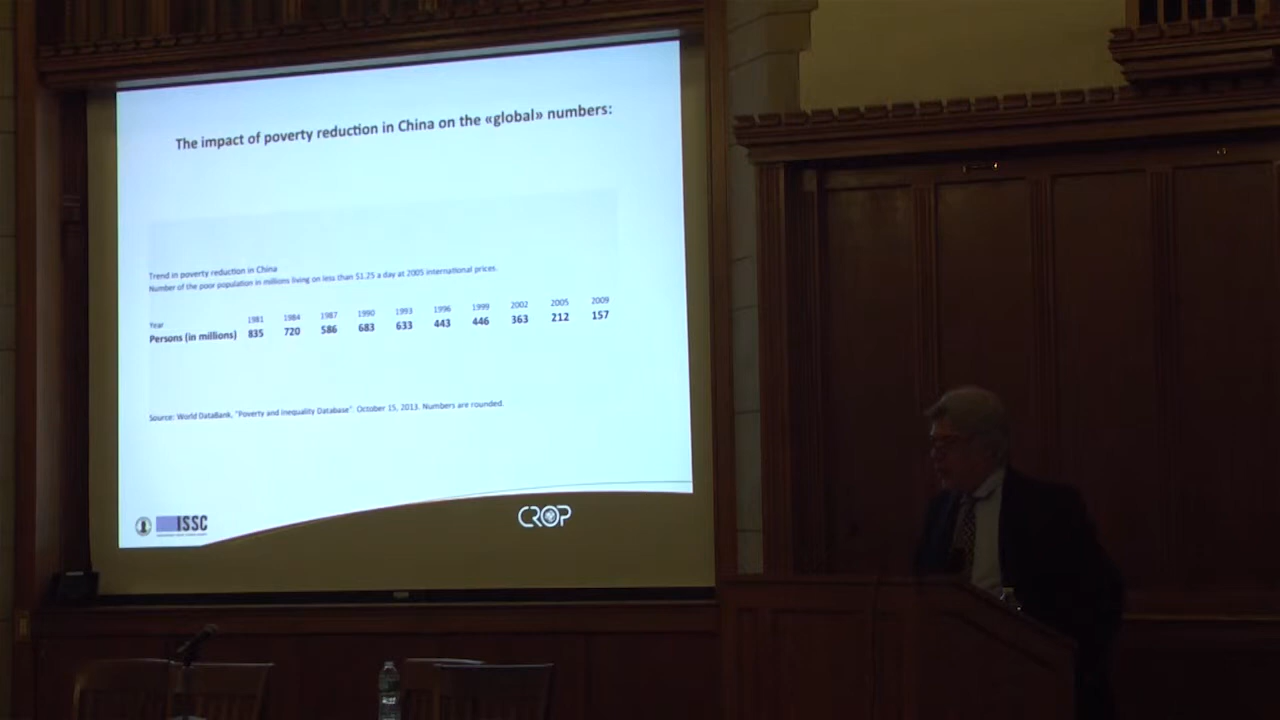 The impact of poverty reduction in China on the «global» numbers:
Trend in poverty reduction in China
Number of the poor population in millions living on less than $1.25 a day at 2005 international prices.
Year 1981 1984 1987 1990 1993 1996 1999 2002 2005 2009
Persons (in millions) 835 720 586 683 633 443 446 363 212 157
Source: World DataBank, "Poverty and Inequality Database". October 15, 2013. Numbers are rounded.
ISSC
CROP